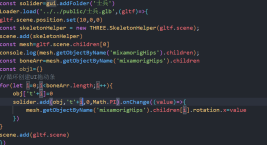 const solider=gui.addFolder('士兵')
Loader.load('../../public/士兵.glb',(gltf)=>{
gltf.scene.position.set(10,0,0)
const skeletonHelper = new THREE.SkeletonHelper(gltf.scene);
scene.add(skeletonHelper)
const mesh=gltf.scene.children[0]
console.log(mesh.getObjectByName('mixamorigHips').children);
const boneArr=mesh.getObjectByName('mixamorigHips').children
const obj={}
for(let i=0;i<boneArr.length;i++){
obj['t'+i]=0
solider.add(obj,'t'+i,0,Math.PI).onChange((value)=>{
mesh.getObjectByName('mixamorigHips').children[i].rotation.x=value
})
}
scene.add(gltf.scene)
})